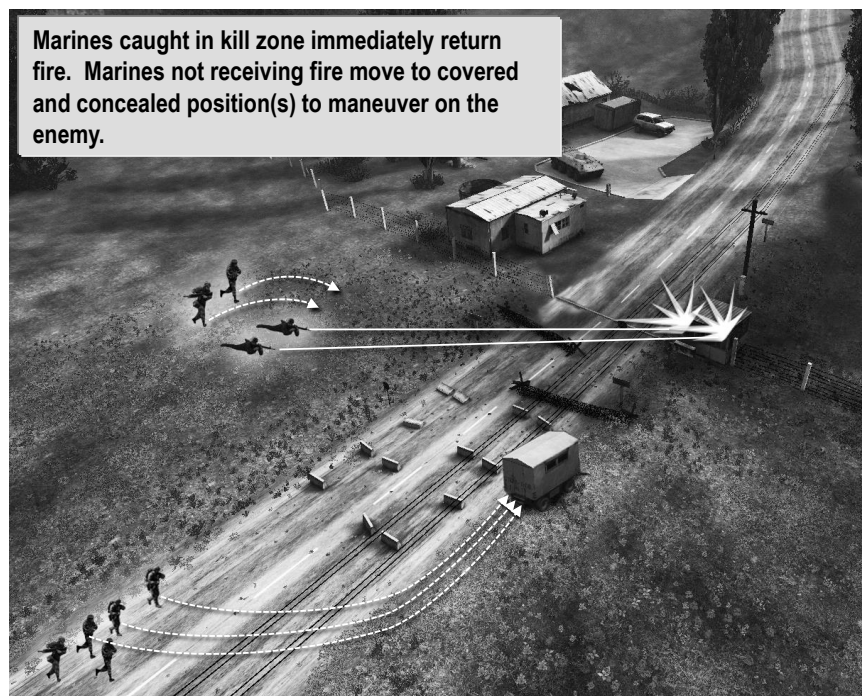 Marines caught in kill zone immediately return
fire.  Marines not receiving fire move to covered
and concealed position(s) to maneuver on the
enemy.